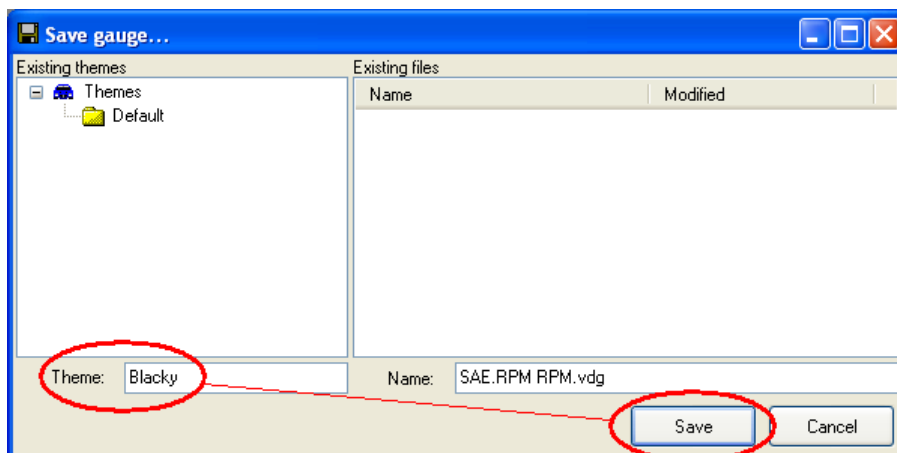 Save gauge...
Existing themes
Existing files
Themes
Default
Name Modified
Theme: Blacky
Name: SAE.RPM RPM.vdg
Save Cancel